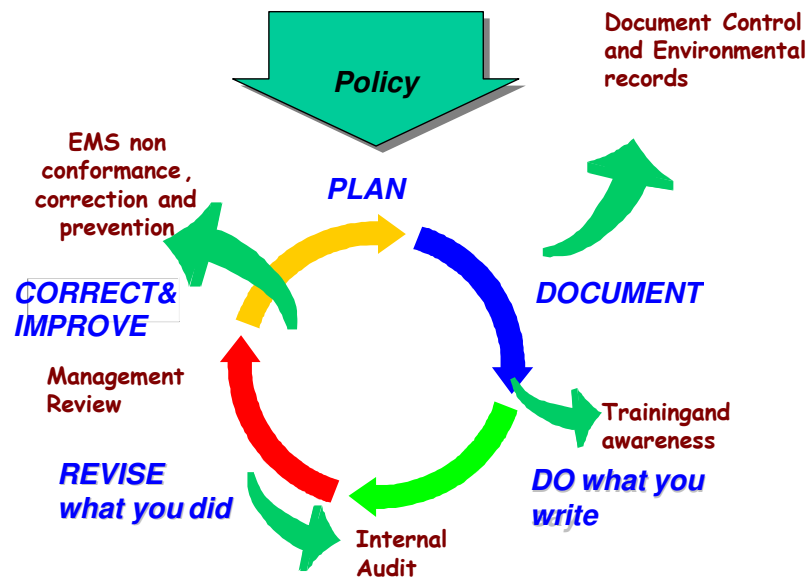 Document Control
and Environmental
records
Policy
EMS non
conformance,
correction and
prevention
PLAN
CORRECT&
IMPROVE
DOCUMENT
Management
Review
Trainingand
awareness
REVISE
what you did
DO what you
write
Internal
Audit